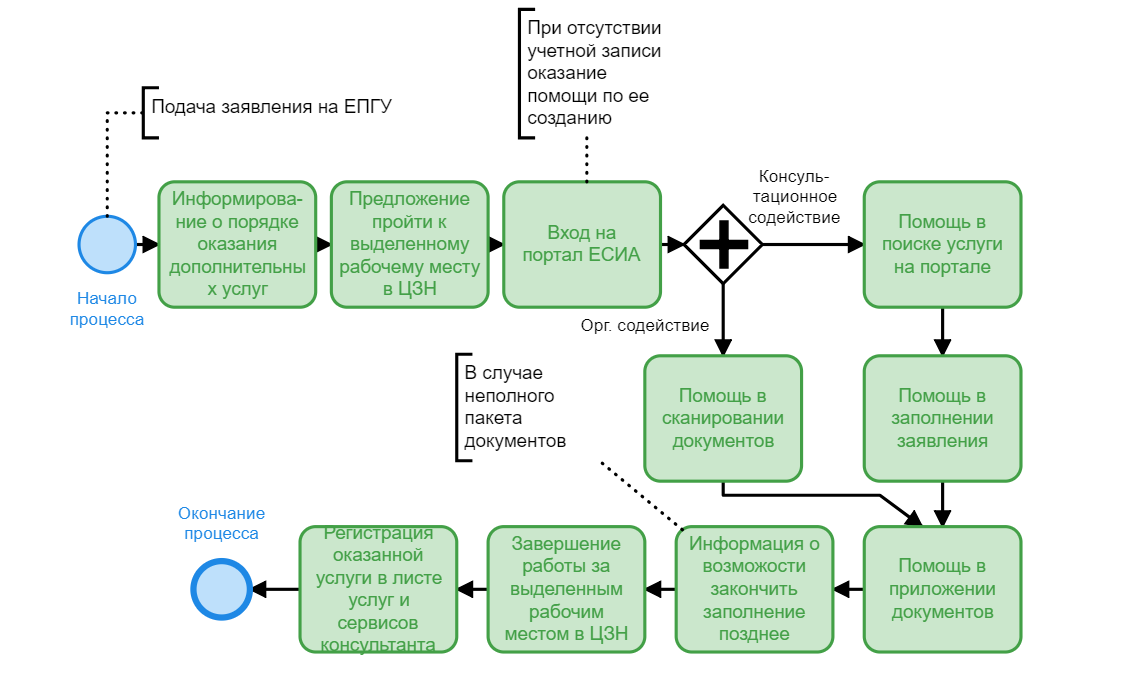 При отсутствии
учетной записи
оказание
помощи по ее
созданию
Подача заявления на ЕПГУ
Начало
процесса
Информирова-
ние о порядке
оказания
дополнительны
х услуг
Предложение
пройти к
выделенному
рабочему месту
в ЦЗН
Вход на
портал ЕСИА
Консуль-
тационное
содействие
Помощь в
поиске услуги
на портале
Орг. содействие
Помощь в
сканировании
документов
Помощь в
заполнении
заявления
В случае
неполного
пакета
документов
Помощь в
приложении
документов
Информация о
возможости
закончить
заполнение
позднее
Завершение
работы за
выделенным
рабочим
местом в ЦЗН
Регистрация
оказанной
услуги в листе
услуг и
сервисов
консультанта
Окончание
процесса